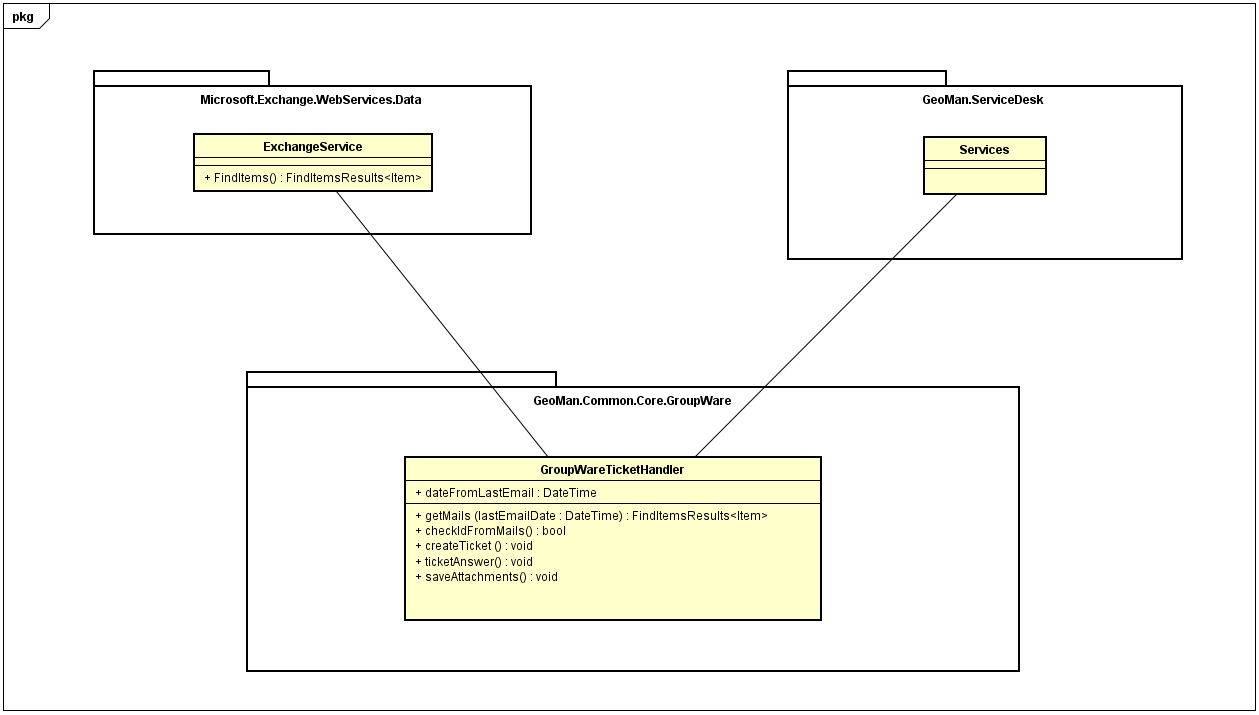 pkg
Microsoft.Exchange.WebServices.Data
ExchangeService
+ FindItems() : FindItemsResults<Item>
GeoMan.ServiceDesk
Services
GeoMan.Common.Core.GroupWare
GroupWareTicketHandler
+ dateFromLastEmail : DateTime
+ getMails (lastEmailDate : DateTime) : FindItemsResults<Item>
+ checkIdFromMails() : bool
+ createTicket () : void
+ ticketAnswer() : void
+ saveAttachments() : void